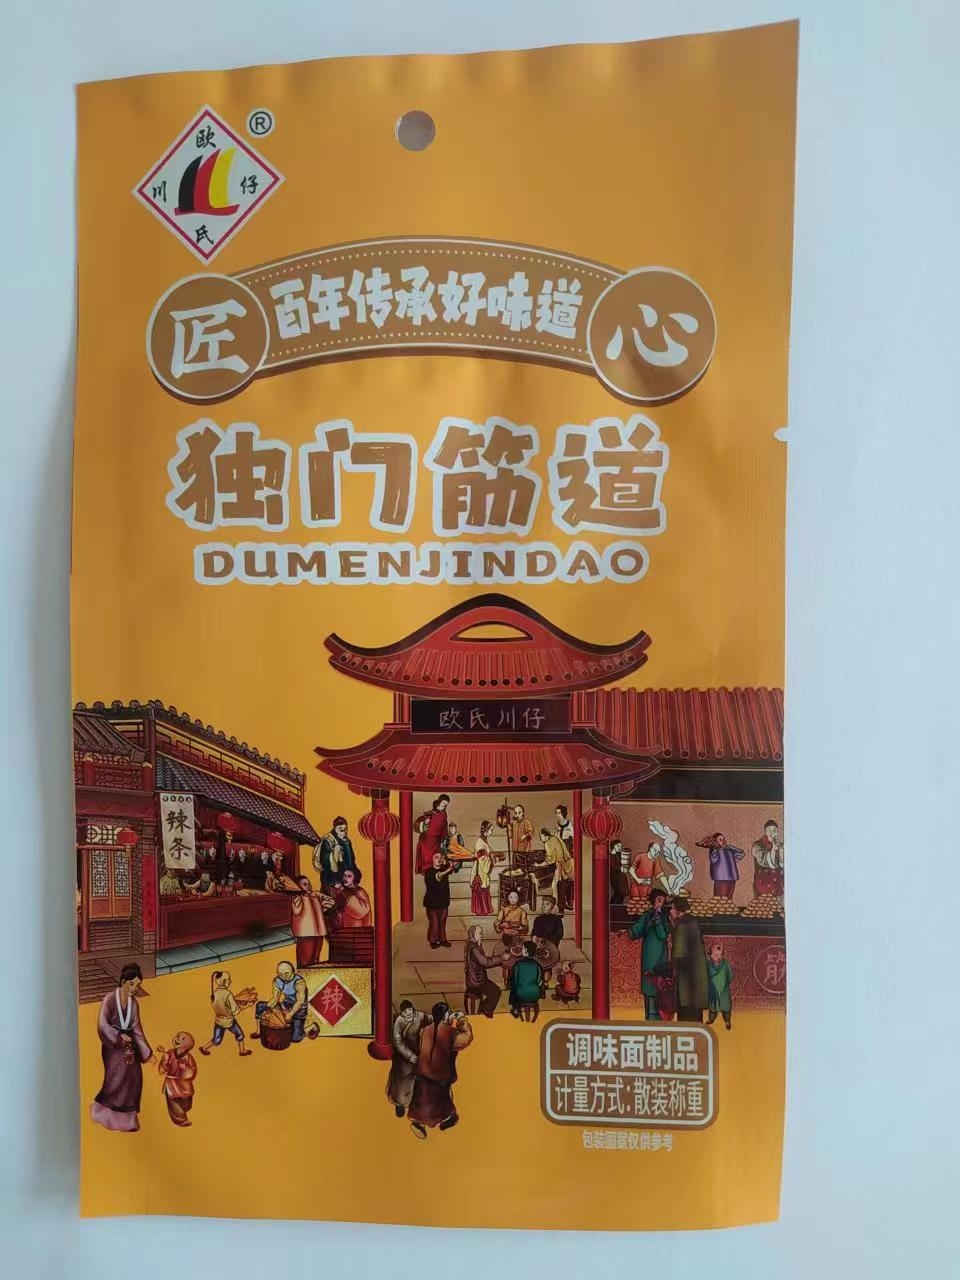 欧
川 仔
氏
®
匠 百年传承好味道 心
独门筋道
DUMENJINDAO
欧氏川仔
辣条
辣
筋
调味面制品
计量方式:散装称重
包装图案仅供参考